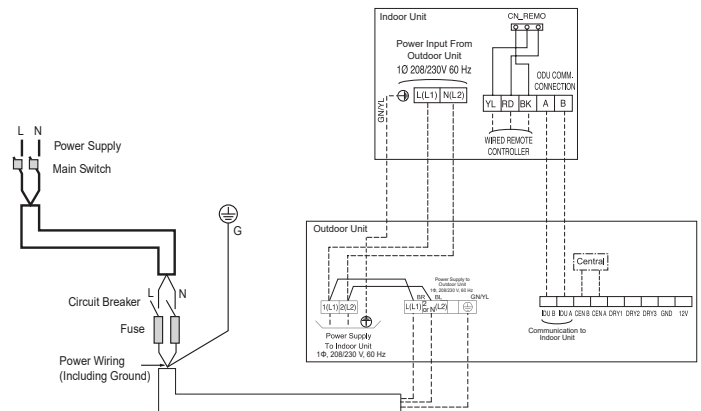 Indoor Unit
CN_REMO
Power Input From
Outdoor Unit
1Ø 208/230V 60 Hz
ODU COMM.
CONNECTION
L(L1) N(L2)
YL RD BK A B
GN/YL
WIRED REMOTE
CONTROLLER
L N
Power Supply
Main Switch
G
L N
Circuit Breaker
Fuse
Power Wiring
(Including Ground)
Outdoor Unit
Central
Power Supply to
Outdoor Unit
1Φ, 208/230 V, 60 Hz
BR BL GN/YL
1(L1) 2(L2)
L(L1) 2 or N (L2)
Power Supply
To Indoor Unit
1Φ, 208/230 V, 60 Hz
IDU B IDU A CEN B CEN A DRY1 DRY2 DRY3 GND 12V
Communication to
Indoor Unit